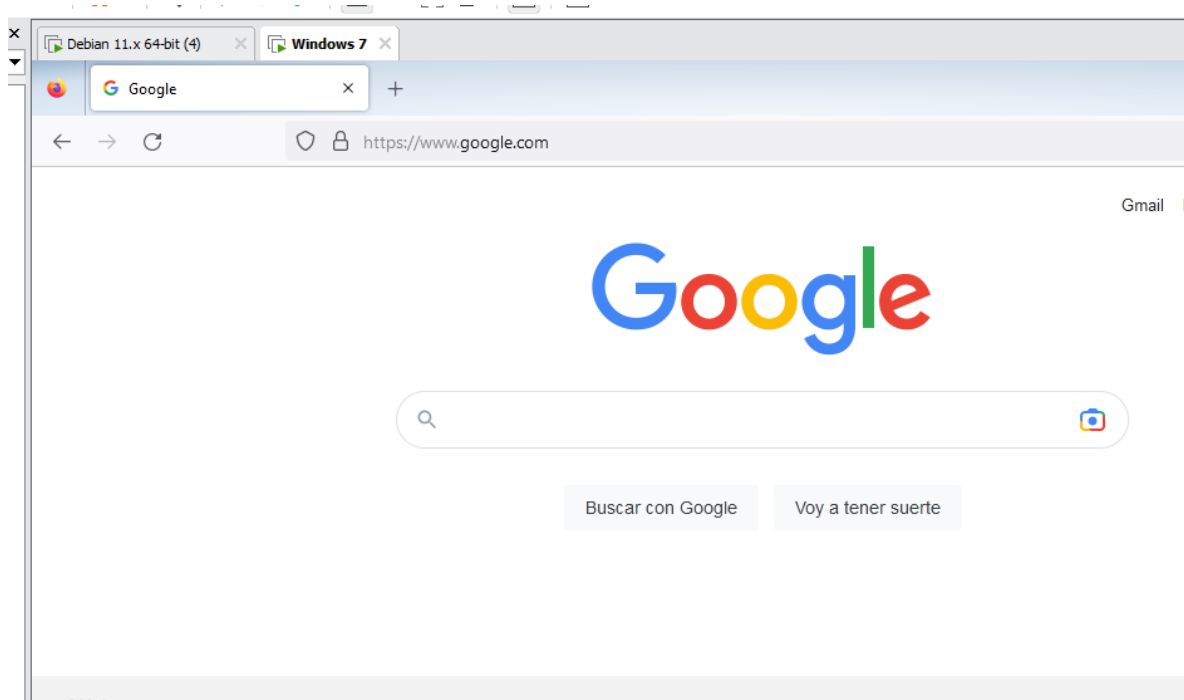 Debian 11.x 64-bit (4) Windows 7
Google
https://www.google.com
Gmail
Google
Buscar con Google Voy a tener suerte